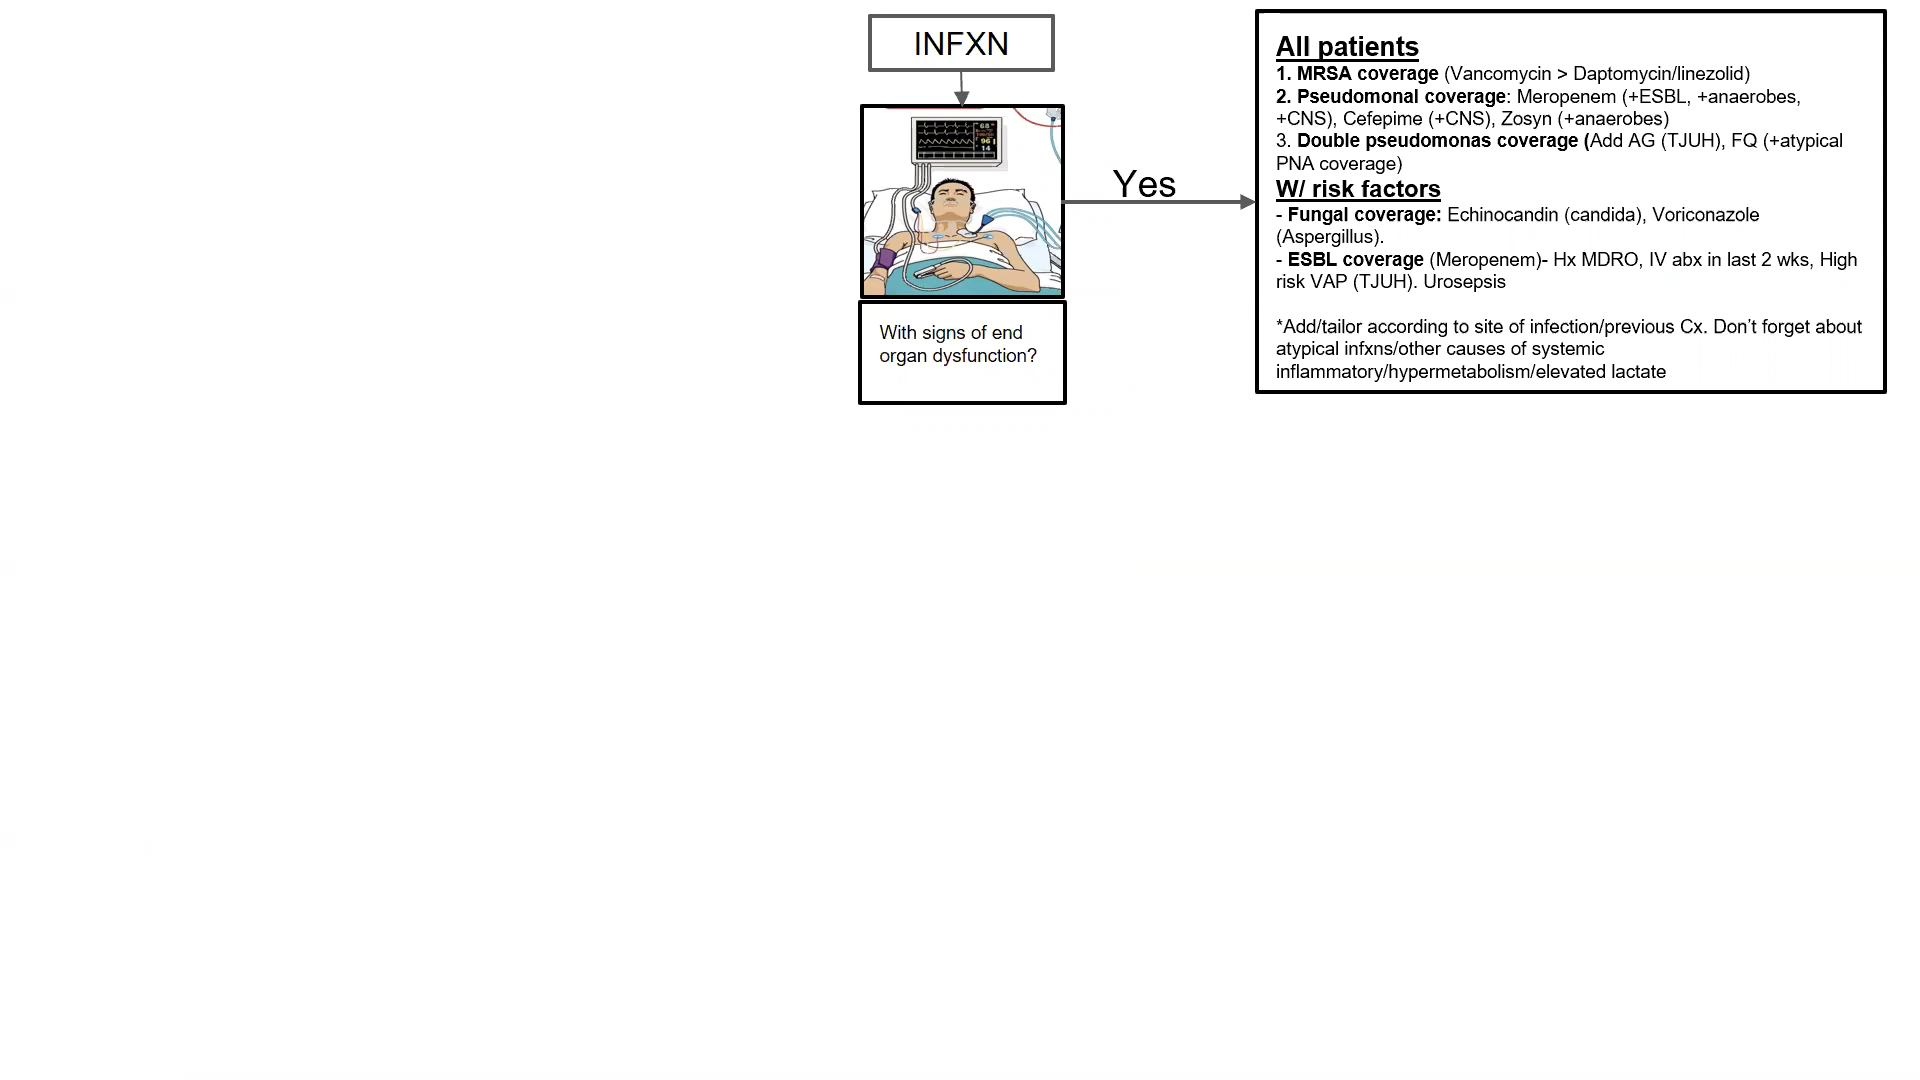 INFXN
68
96
14
With signs of end
organ dysfunction?
Yes
All patients
1. MRSA coverage (Vancomycin > Daptomycin/linezolid)
2. Pseudomonal coverage: Meropenem (+ESBL, +anaerobes,
+CNS), Cefepime (+CNS), Zosyn (+anaerobes)
3. Double pseudomonas coverage (Add AG (TJUH), FQ (+atypical
PNA coverage)
W/ risk factors
- Fungal coverage: Echinocandin (candida), Voriconazole
(Aspergillus).
- ESBL coverage (Meropenem)- Hx MDRO, IV abx in last 2 wks, High
risk VAP (TJUH). Urosepsis
*Add/tailor according to site of infection/previous Cx. Don’t forget about
atypical infxns/other causes of systemic
inflammatory/hypermetabolism/elevated lactate